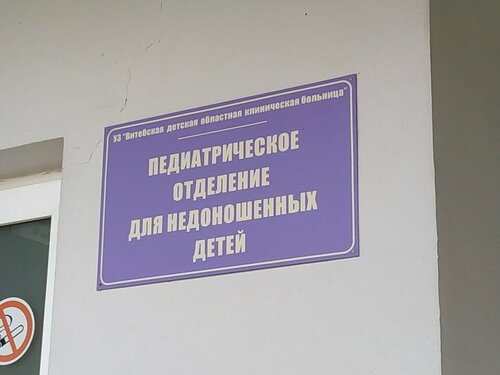 УЗ "Витебская детская областная клиническая больница"
ПЕДИАТРИЧЕСКОЕ
ОТДЕЛЕНИЕ
ДЛЯ НЕДОНОШЕННЫХ
ДЕТЕЙ